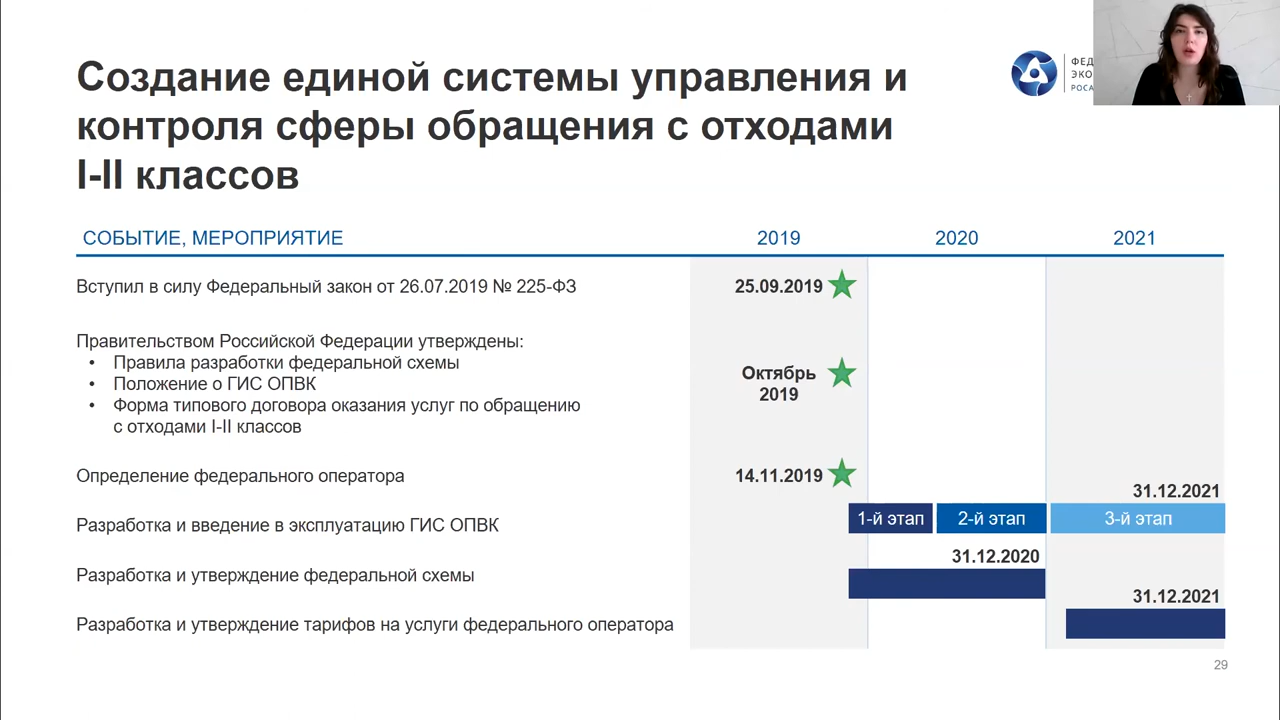 Создание единой системы управления и
контроля сферы обращения с отходами
I-II классов
СОБЫТИЕ, МЕРОПРИЯТИЕ 2019 2020 2021
Вступил в силу Федеральный закон от 26.07.2019 № 225-ФЗ 25.09.2019
Правительством Российской Федерации утверждены:
• Правила разработки федеральной схемы
• Положение о ГИС ОПВК
Октябрь
2019
• Форма типового договора оказания услуг по обращению
с отходами I-II классов
Определение федерального оператора 14.11.2019
31.12.2021
Разработка и введение в эксплуатацию ГИС ОПВК 1-й этап 2-й этап 3-й этап
31.12.2020
Разработка и утверждение федеральной схемы
31.12.2021
Разработка и утверждение тарифов на услуги федерального оператора
29